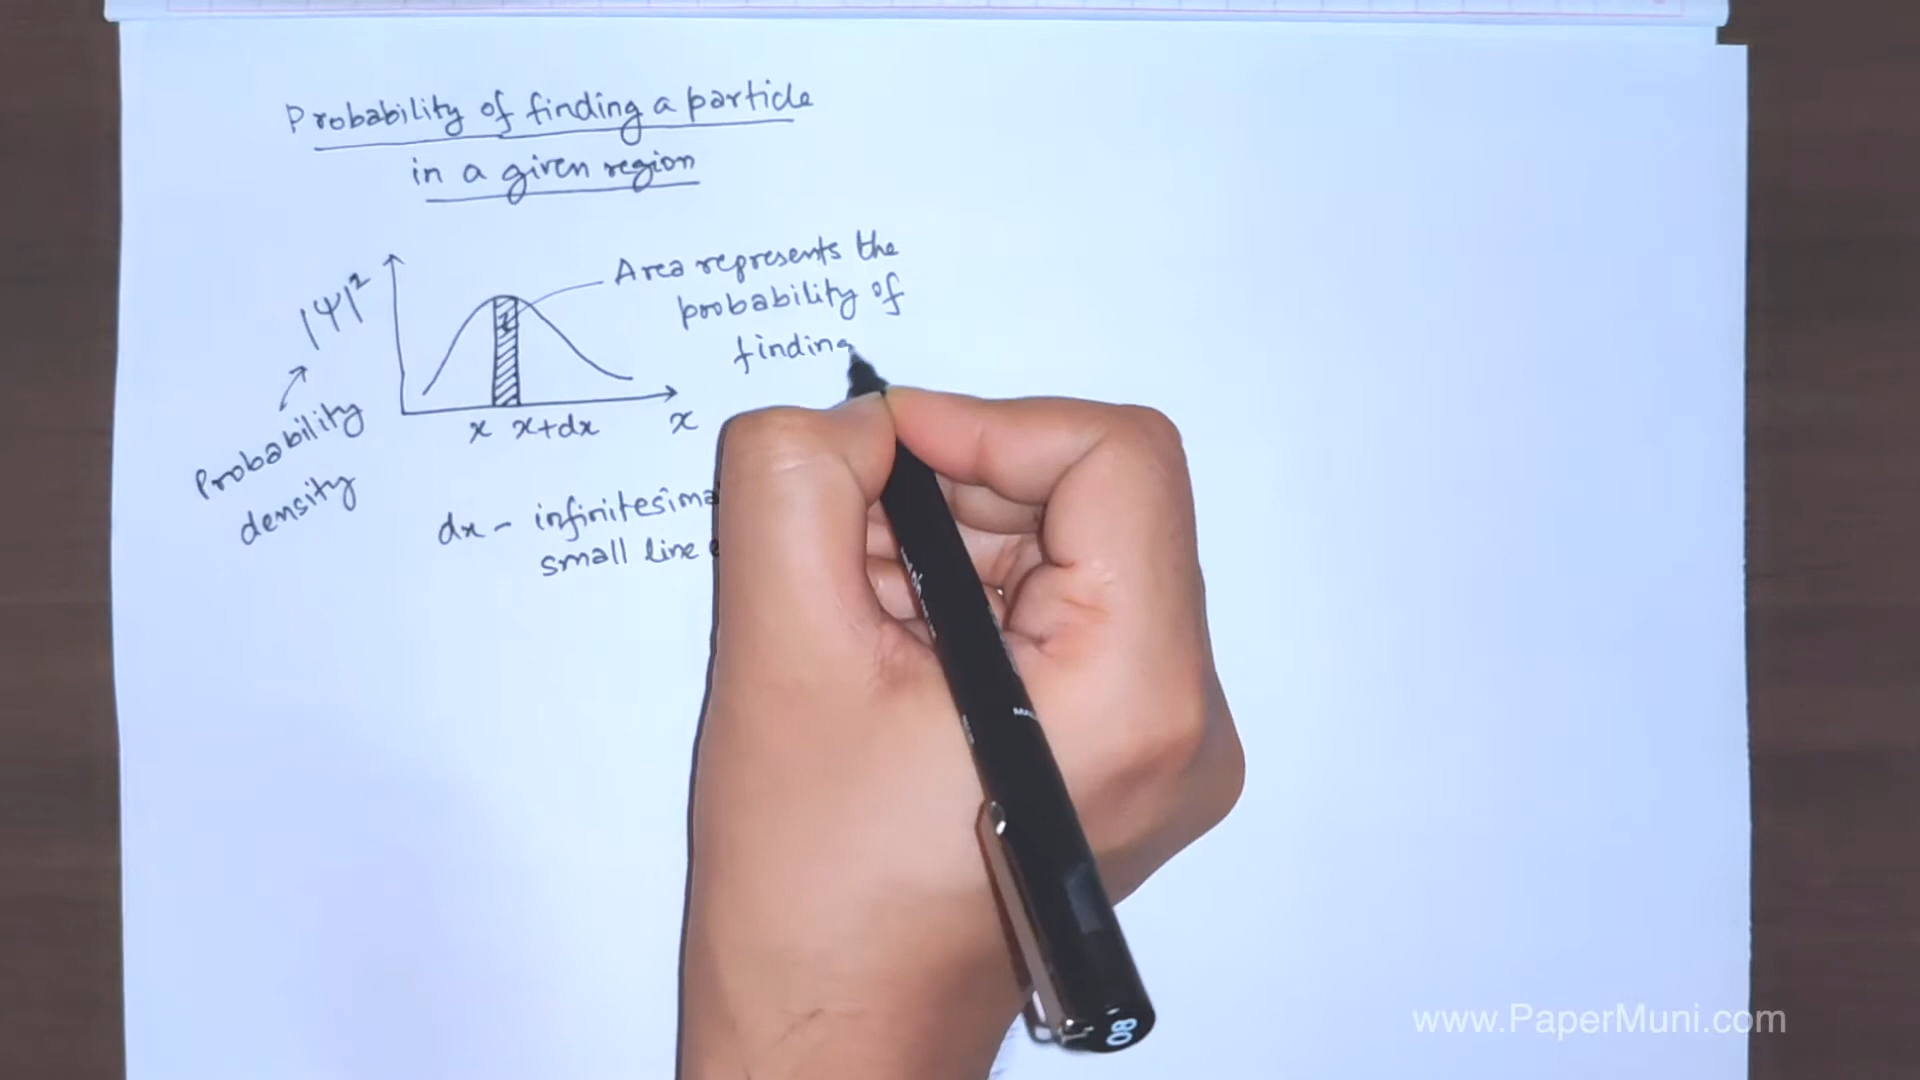 Probability of finding a particle
in a given region
Area represents the
probability of
finding
|Ψ|²
Probability
density
x x+dx x
dx - infinitesima
small line
08
www.PaperMuni.com